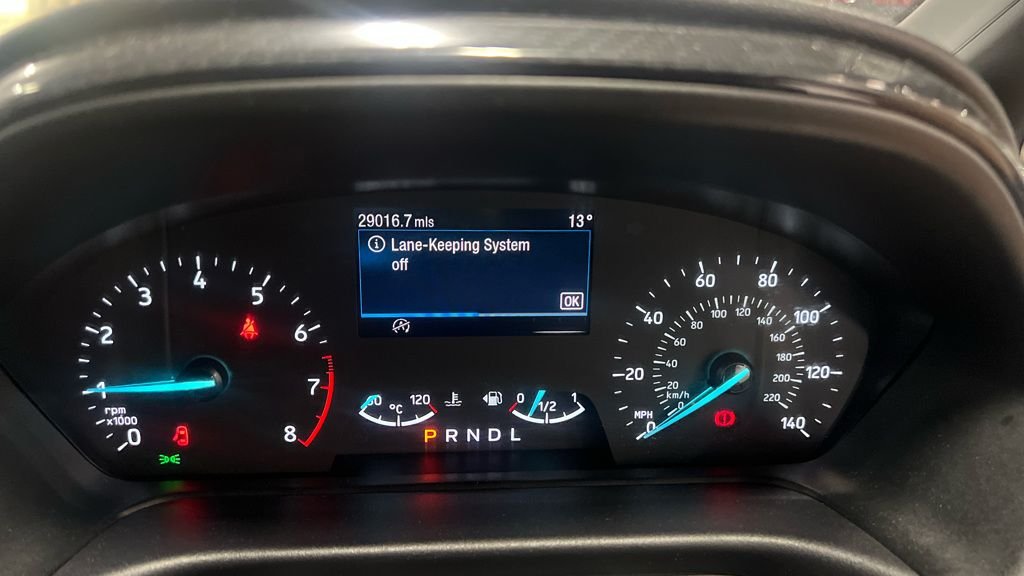 29016.7 mls 13°
Lane-Keeping System
off
OK
0 1 2 3 4 5 6 7 8
rpm
x1000
120
°C
0 1/2 1
P R N D L
0 20 40 60 80 100 120 140
MPH
0 20 40 60 80 100 120 140 160 180 200 220
km/h